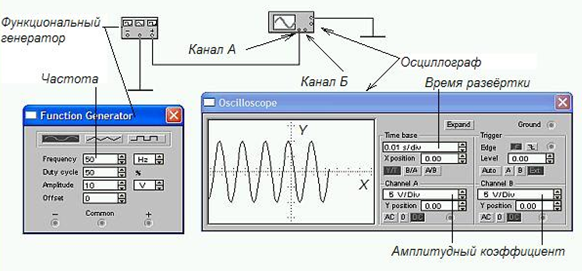 Функциональный
генератор
Канал А
Канал Б
Осциллограф
Частота
Время развёртки
Function Generator
Frequency 50 Hz
Duty cycle 50 %
Amplitude 10 V
Offset 0
− Common +
Oscilloscope
Y
X
Expand
Ground
Time base
0.01 s/div
X position 0.00
Y/T B/A A/B
Trigger
Edge
Level 0.00
Auto A B Ext
Channel A
5 V/Div
Y position 0.00
AC 0 DC
Channel B
5 V/Div
Y position 0.00
AC 0 DC
Амплитудный коэффициент